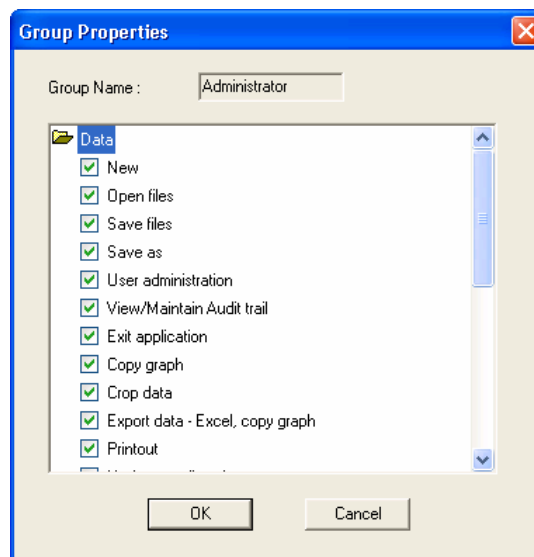 Group Properties
Group Name : Administrator
Data
New
Open files
Save files
Save as
User administration
View/Maintain Audit trail
Exit application
Copy graph
Crop data
Export data - Excel, copy graph
Printout
OK Cancel